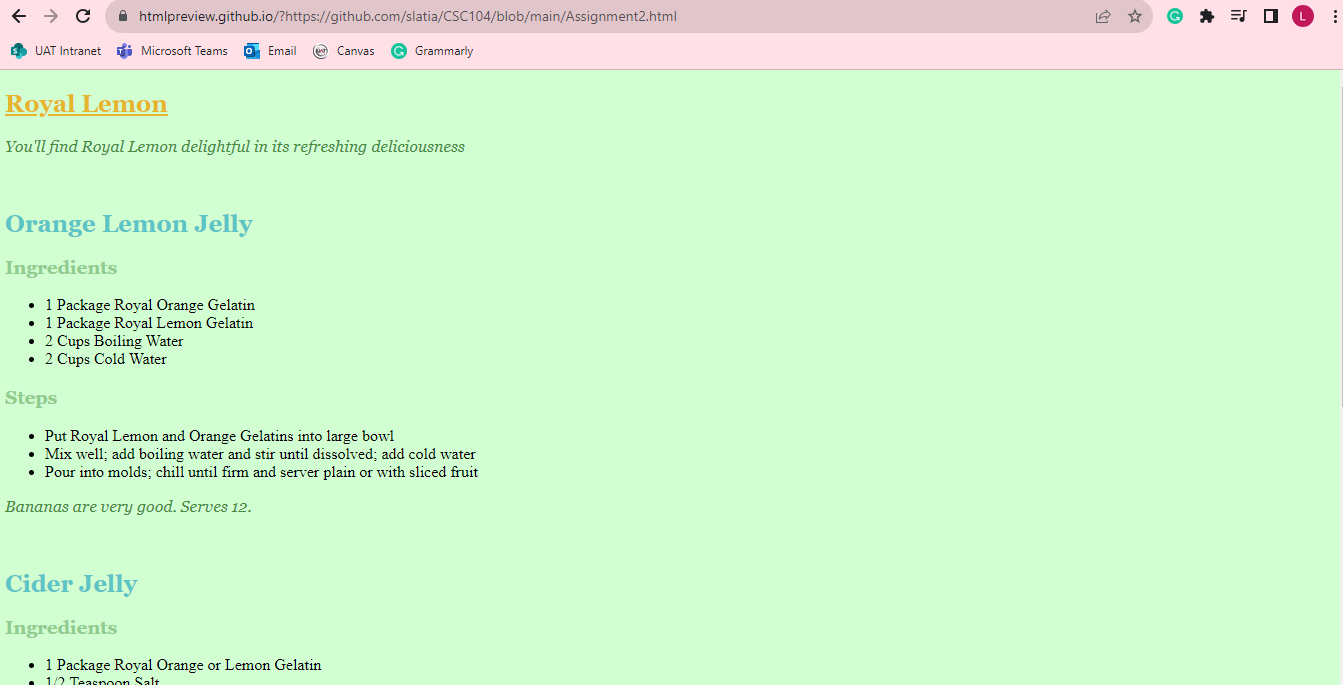 htmlpreview.github.io/?https://github.com/slatia/CSC104/blob/main/Assignment2.html
L
UAT Intranet Microsoft Teams Email Canvas Grammarly
Royal Lemon
You'll find Royal Lemon delightful in its refreshing deliciousness
Orange Lemon Jelly
Ingredients
• 1 Package Royal Orange Gelatin
• 1 Package Royal Lemon Gelatin
• 2 Cups Boiling Water
• 2 Cups Cold Water
Steps
• Put Royal Lemon and Orange Gelatins into large bowl
• Mix well; add boiling water and stir until dissolved; add cold water
• Pour into molds; chill until firm and server plain or with sliced fruit
Bananas are very good. Serves 12.
Cider Jelly
Ingredients
• 1 Package Royal Orange or Lemon Gelatin
• 1/2 Teaspoon Salt